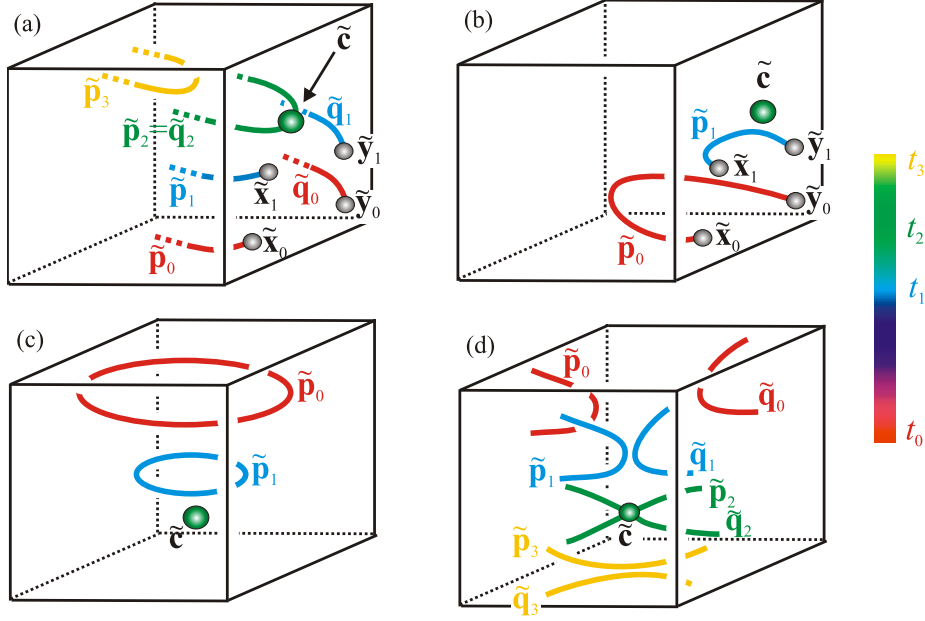 (a)
c̃
p̃₃
p̃₂=q̃₂
q̃₁
ỹ₁
p̃₁
x̃₁
q̃₀
ỹ₀
p̃₀
x̃₀
(b)
c̃
p̃₁
ỹ₁
x̃₁
ỹ₀
p̃₀
x̃₀
t₃
t₂
t₁
t₀
(c)
p̃₀
p̃₁
c̃
(d)
p̃₀
q̃₀
p̃₁
q̃₁
p̃₂
q̃₂
c̃
p̃₃
q̃₃